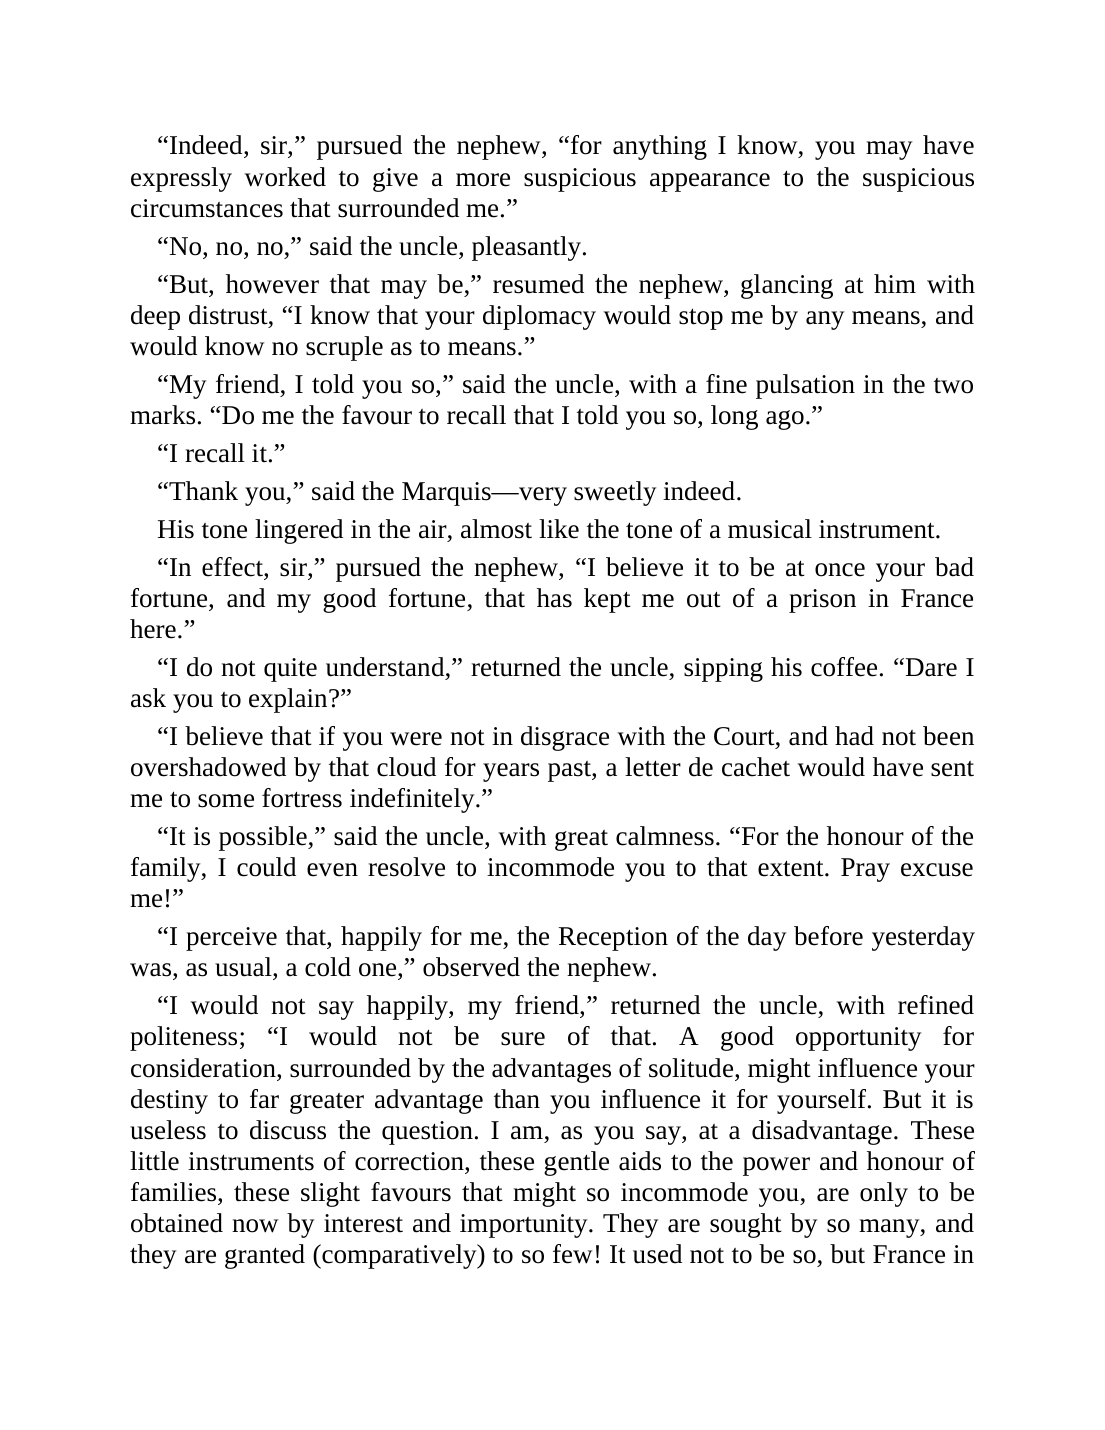 “Indeed, sir,” pursued the nephew, “for anything I know, you may have
expressly worked to give a more suspicious appearance to the suspicious
circumstances that surrounded me.”
“No, no, no,” said the uncle, pleasantly.
“But, however that may be,” resumed the nephew, glancing at him with
deep distrust, “I know that your diplomacy would stop me by any means, and
would know no scruple as to means.”
“My friend, I told you so,” said the uncle, with a fine pulsation in the two
marks. “Do me the favour to recall that I told you so, long ago.”
“I recall it.”
“Thank you,” said the Marquis—very sweetly indeed.
His tone lingered in the air, almost like the tone of a musical instrument.
“In effect, sir,” pursued the nephew, “I believe it to be at once your bad
fortune, and my good fortune, that has kept me out of a prison in France
here.”
“I do not quite understand,” returned the uncle, sipping his coffee. “Dare I
ask you to explain?”
“I believe that if you were not in disgrace with the Court, and had not been
overshadowed by that cloud for years past, a letter de cachet would have sent
me to some fortress indefinitely.”
“It is possible,” said the uncle, with great calmness. “For the honour of the
family, I could even resolve to incommode you to that extent. Pray excuse
me!”
“I perceive that, happily for me, the Reception of the day before yesterday
was, as usual, a cold one,” observed the nephew.
“I would not say happily, my friend,” returned the uncle, with refined
politeness; “I would not be sure of that. A good opportunity for
consideration, surrounded by the advantages of solitude, might influence your
destiny to far greater advantage than you influence it for yourself. But it is
useless to discuss the question. I am, as you say, at a disadvantage. These
little instruments of correction, these gentle aids to the power and honour of
families, these slight favours that might so incommode you, are only to be
obtained now by interest and importunity. They are sought by so many, and
they are granted (comparatively) to so few! It used not to be so, but France in